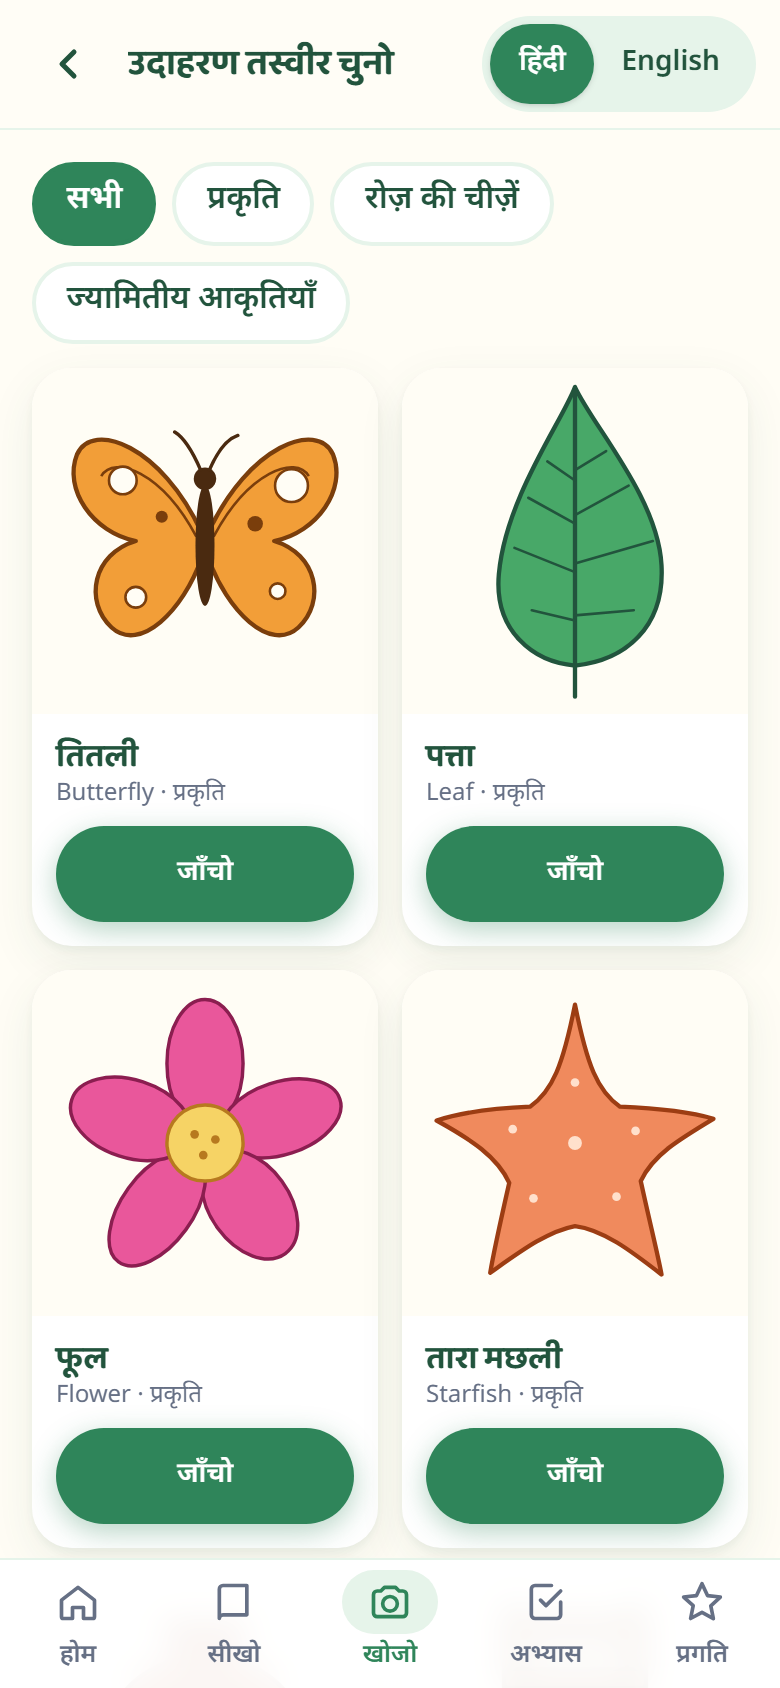 उदाहरण तस्वीर चुनो
हिंदी
English
सभी
प्रकृति
रोज़ की चीज़ें
ज्यामितीय आकृतियाँ
तितली
Butterfly · प्रकृति
जाँचो
पत्ता
Leaf · प्रकृति
जाँचो
फूल
Flower · प्रकृति
जाँचो
तारा मछली
Starfish · प्रकृति
जाँचो
होम
सीखो
खोजो
अभ्यास
प्रगति